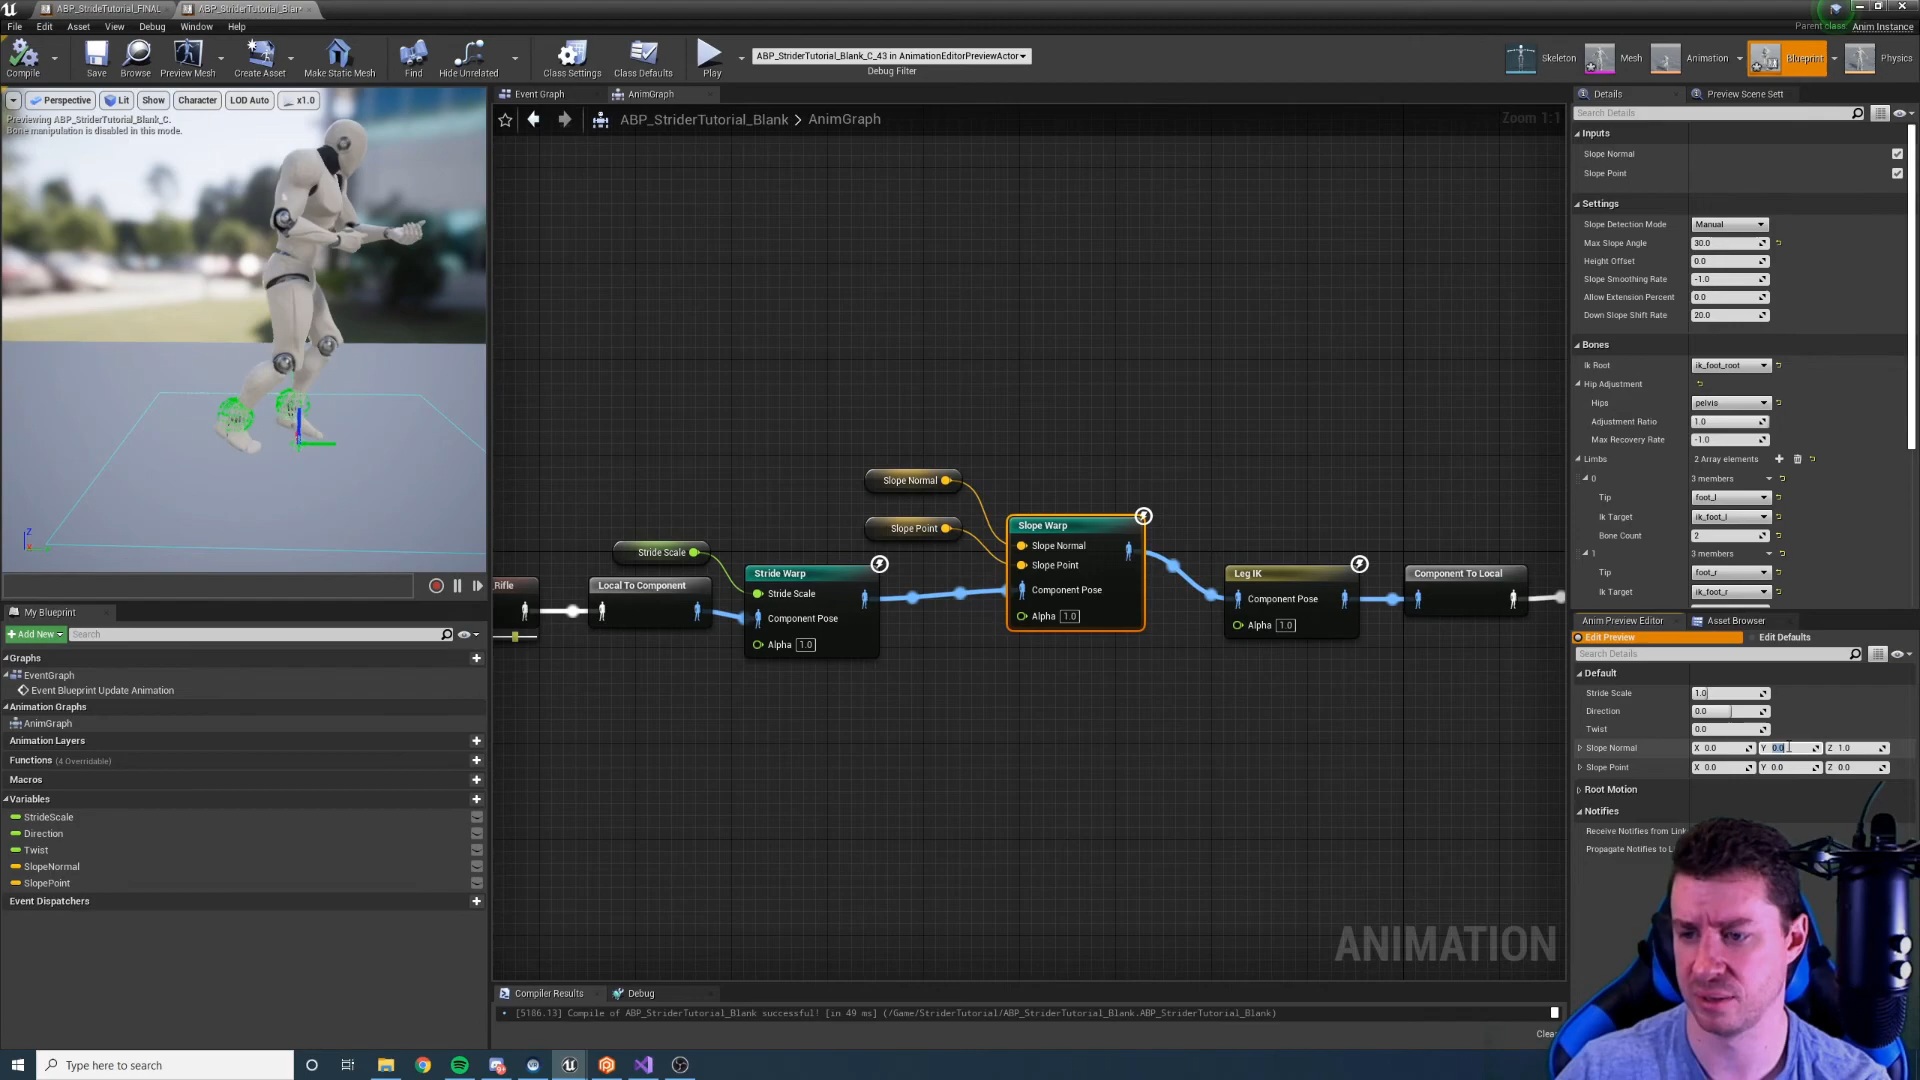 ABP_StrideTutorial_FINAL
ABP_StriderTutorial_Blan
Parent class:
Anim Instance
File
Edit
Asset
View
Debug
Window
Help
Compile
Save
Browse
Preview Mesh
Create Asset
Make Static Mesh
Find
Hide Unrelated
Class Settings
Class Defaults
Play
ABP_StriderTutorial_Blank_C_43 in AnimationEditorPreviewActor
Debug Filter
Skeleton
Mesh
Animation
Blueprint
Physics
Perspective
Lit
Show
Character
LOD Auto
x1.0
Previewing ABP_StriderTutorial_Blank_C.
Bone manipulation is disabled in this mode.
Event Graph
AnimGraph
ABP_StriderTutorial_Blank > AnimGraph
Zoom 1:1
Slope Normal
Slope Point
Stride Scale
Rifle
Local To Component
Stride Warp
Stride Scale
Component Pose
Alpha 1.0
Slope Warp
Slope Normal
Slope Point
Component Pose
Alpha 1.0
Leg IK
Component Pose
Alpha 1.0
Component To Local
ANIMATION
Compiler Results
Debug
[5186.13] Compile of ABP_StriderTutorial_Blank successful! [in 49 ms] (/Game/StriderTutorial/ABP_StriderTutorial_Blank.ABP_StriderTutorial_Blank)
Clea
My Blueprint
Add New
Search
Graphs
EventGraph
Event Blueprint Update Animation
Animation Graphs
AnimGraph
Animation Layers
Functions (4 Overridable)
Macros
Variables
StrideScale
Direction
Twist
SlopeNormal
SlopePoint
Event Dispatchers
Details
Preview Scene Sett
Search Details
Inputs
Slope Normal
Slope Point
Settings
Slope Detection Mode Manual
Max Slope Angle 30.0
Height Offset 0.0
Slope Smoothing Rate -1.0
Allow Extension Percent 0.0
Down Slope Shift Rate 20.0
Bones
Ik Root ik_foot_root
Hip Adjustment
Hips pelvis
Adjustment Ratio 1.0
Max Recovery Rate -1.0
Limbs 2 Array elements
0 3 members
Tip foot_l
Ik Target ik_foot_l
Bone Count 2
1 3 members
Tip foot_r
Ik Target ik_foot_r
Anim Preview Editor
Asset Browser
Edit Preview
Edit Defaults
Search Details
Default
Stride Scale 1.0
Direction 0.0
Twist 0.0
Slope Normal X 0.0 Y 0.0 Z 1.0
Slope Point X 0.0 Y 0.0 Z 0.0
Root Motion
Notifies
Receive Notifies from Link
Propagate Notifies to L
Type here to search